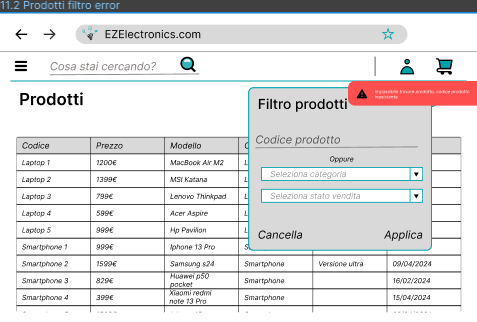 11.2 Prodotti filtro error
EZElectronics.com
Cosa stai cercando?
Prodotti
Impossibile trovare prodotto, codice prodotto inesistente.
Filtro prodotti
Codice prodotto
Oppure
Seleziona categoria
Seleziona stato vendita
Cancella Applica
Codice Prezzo Modello C
Laptop 1 1200€ MacBook Air M2 L
Laptop 2 1399€ MSI Katana L
Laptop 3 799€ Lenovo Thinkpad L
Laptop 4 599€ Acer Aspire L
Laptop 5 999€ Hp Pavilion L
Smartphone 1 999€ Iphone 13 Pro S
Smartphone 2 1599€ Samsung s24 Smartphone Versione ultra 09/04/2024
Smartphone 3 829€ Huawei p50 pocket Smartphone 16/02/2024
Smartphone 4 399€ Xiaomi redmi note 13 Pro Smartphone 15/04/2024